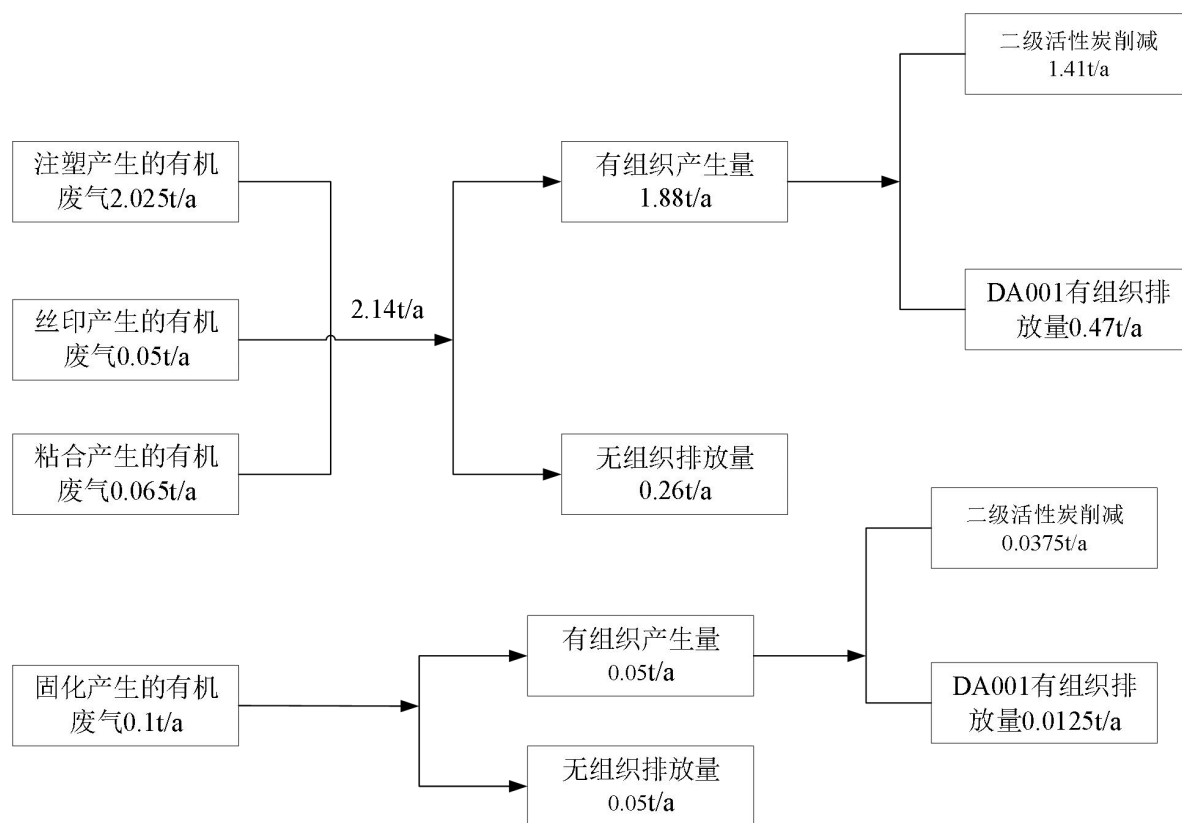 二级活性炭削减
1.41t/a
注塑产生的有机
废气2.025t/a
有组织产生量
1.88t/a
丝印产生的有机
废气0.05t/a
2.14t/a
DA001有组织排
放量0.47t/a
粘合产生的有机
废气0.065t/a
无组织排放量
0.26t/a
二级活性炭削减
0.0375t/a
有组织产生量
0.05t/a
固化产生的有机
废气0.1t/a
DA001有组织排
放量0.0125t/a
无组织排放量
0.05t/a